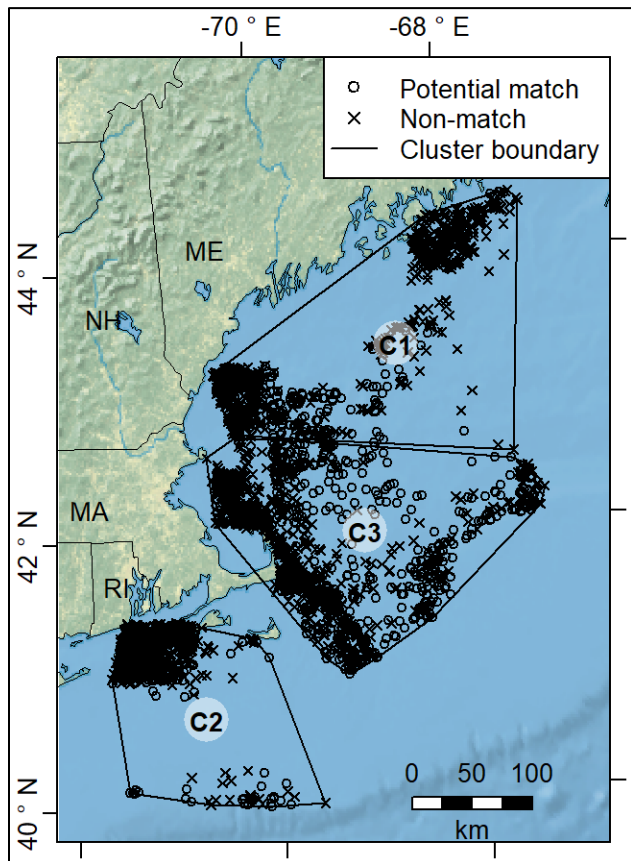 -70 ° E -68 ° E
Potential match
Non-match
Cluster boundary
ME
44 ° N
NH
C1
MA
C3
42 ° N
RI
C2
0 50 100
km
40 ° N